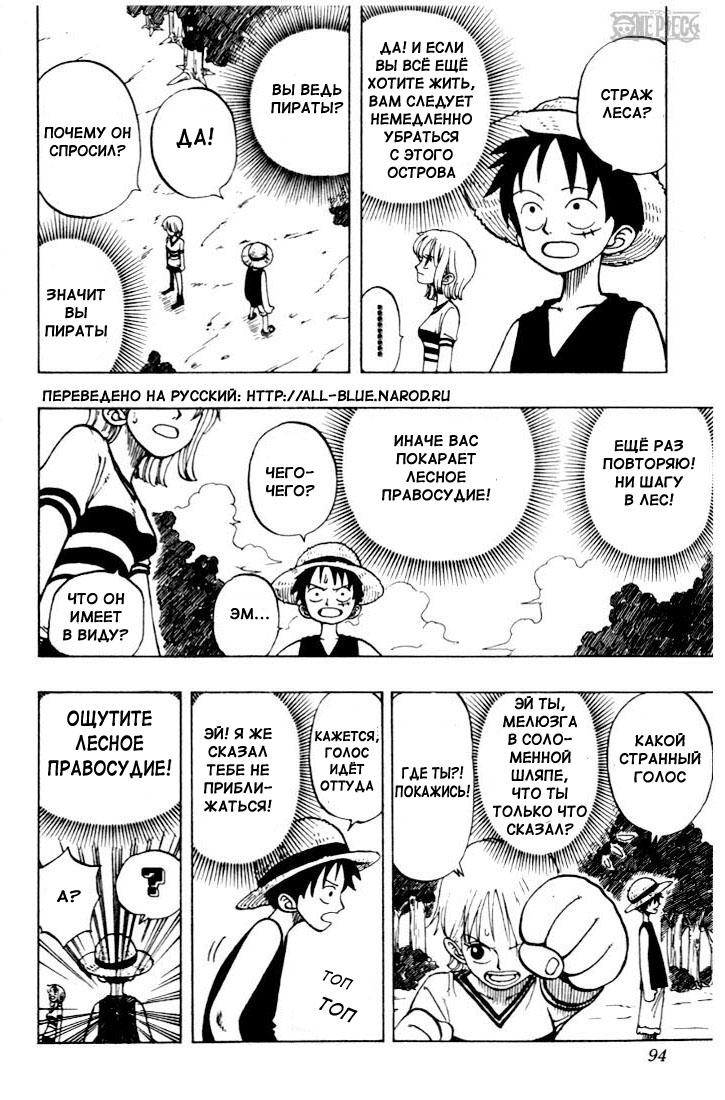 ONE PIECE
СТРАЖ
ЛЕСА?
ДА! И ЕСЛИ
ВЫ ВСЁ ЕЩЁ
ХОТИТЕ ЖИТЬ,
ВАМ СЛЕДУЕТ
НЕМЕДЛЕННО
УБРАТЬСЯ
С ЭТОГО
ОСТРОВА
ВЫ ВЕДЬ
ПИРАТЫ?
ДА!
ПОЧЕМУ ОН
СПРОСИЛ?
ЗНАЧИТ
ВЫ
ПИРАТЫ
ПЕРЕВЕДЕНО НА РУССКИЙ: HTTP://ALL-BLUE.NAROD.RU
ЕЩЁ РАЗ
ПОВТОРЯЮ!
НИ ШАГУ
В ЛЕС!
ИНАЧЕ ВАС
ПОКАРАЕТ
ЛЕСНОЕ
ПРАВОСУДИЕ!
ЧЕГО-
ЧЕГО?
ЭМ...
ЧТО ОН
ИМЕЕТ
В ВИДУ?
КАКОЙ
СТРАННЫЙ
ГОЛОС
ЭЙ ТЫ,
МЕЛЮЗГА
В СОЛО-
МЕННОЙ
ШЛЯПЕ,
ЧТО ТЫ
ТОЛЬКО ЧТО
СКАЗАЛ?
ГДЕ ТЫ?!
ПОКАЖИСЬ!
КАЖЕТСЯ,
ГОЛОС
ИДЁТ
ОТТУДА
ЭЙ! Я ЖЕ
СКАЗАЛ
ТЕБЕ НЕ
ПРИБЛИ-
ЖАТЬСЯ!
ТОП
ТОП
ОЩУТИТЕ
ЛЕСНОЕ
ПРАВОСУДИЕ!
?
А?
94